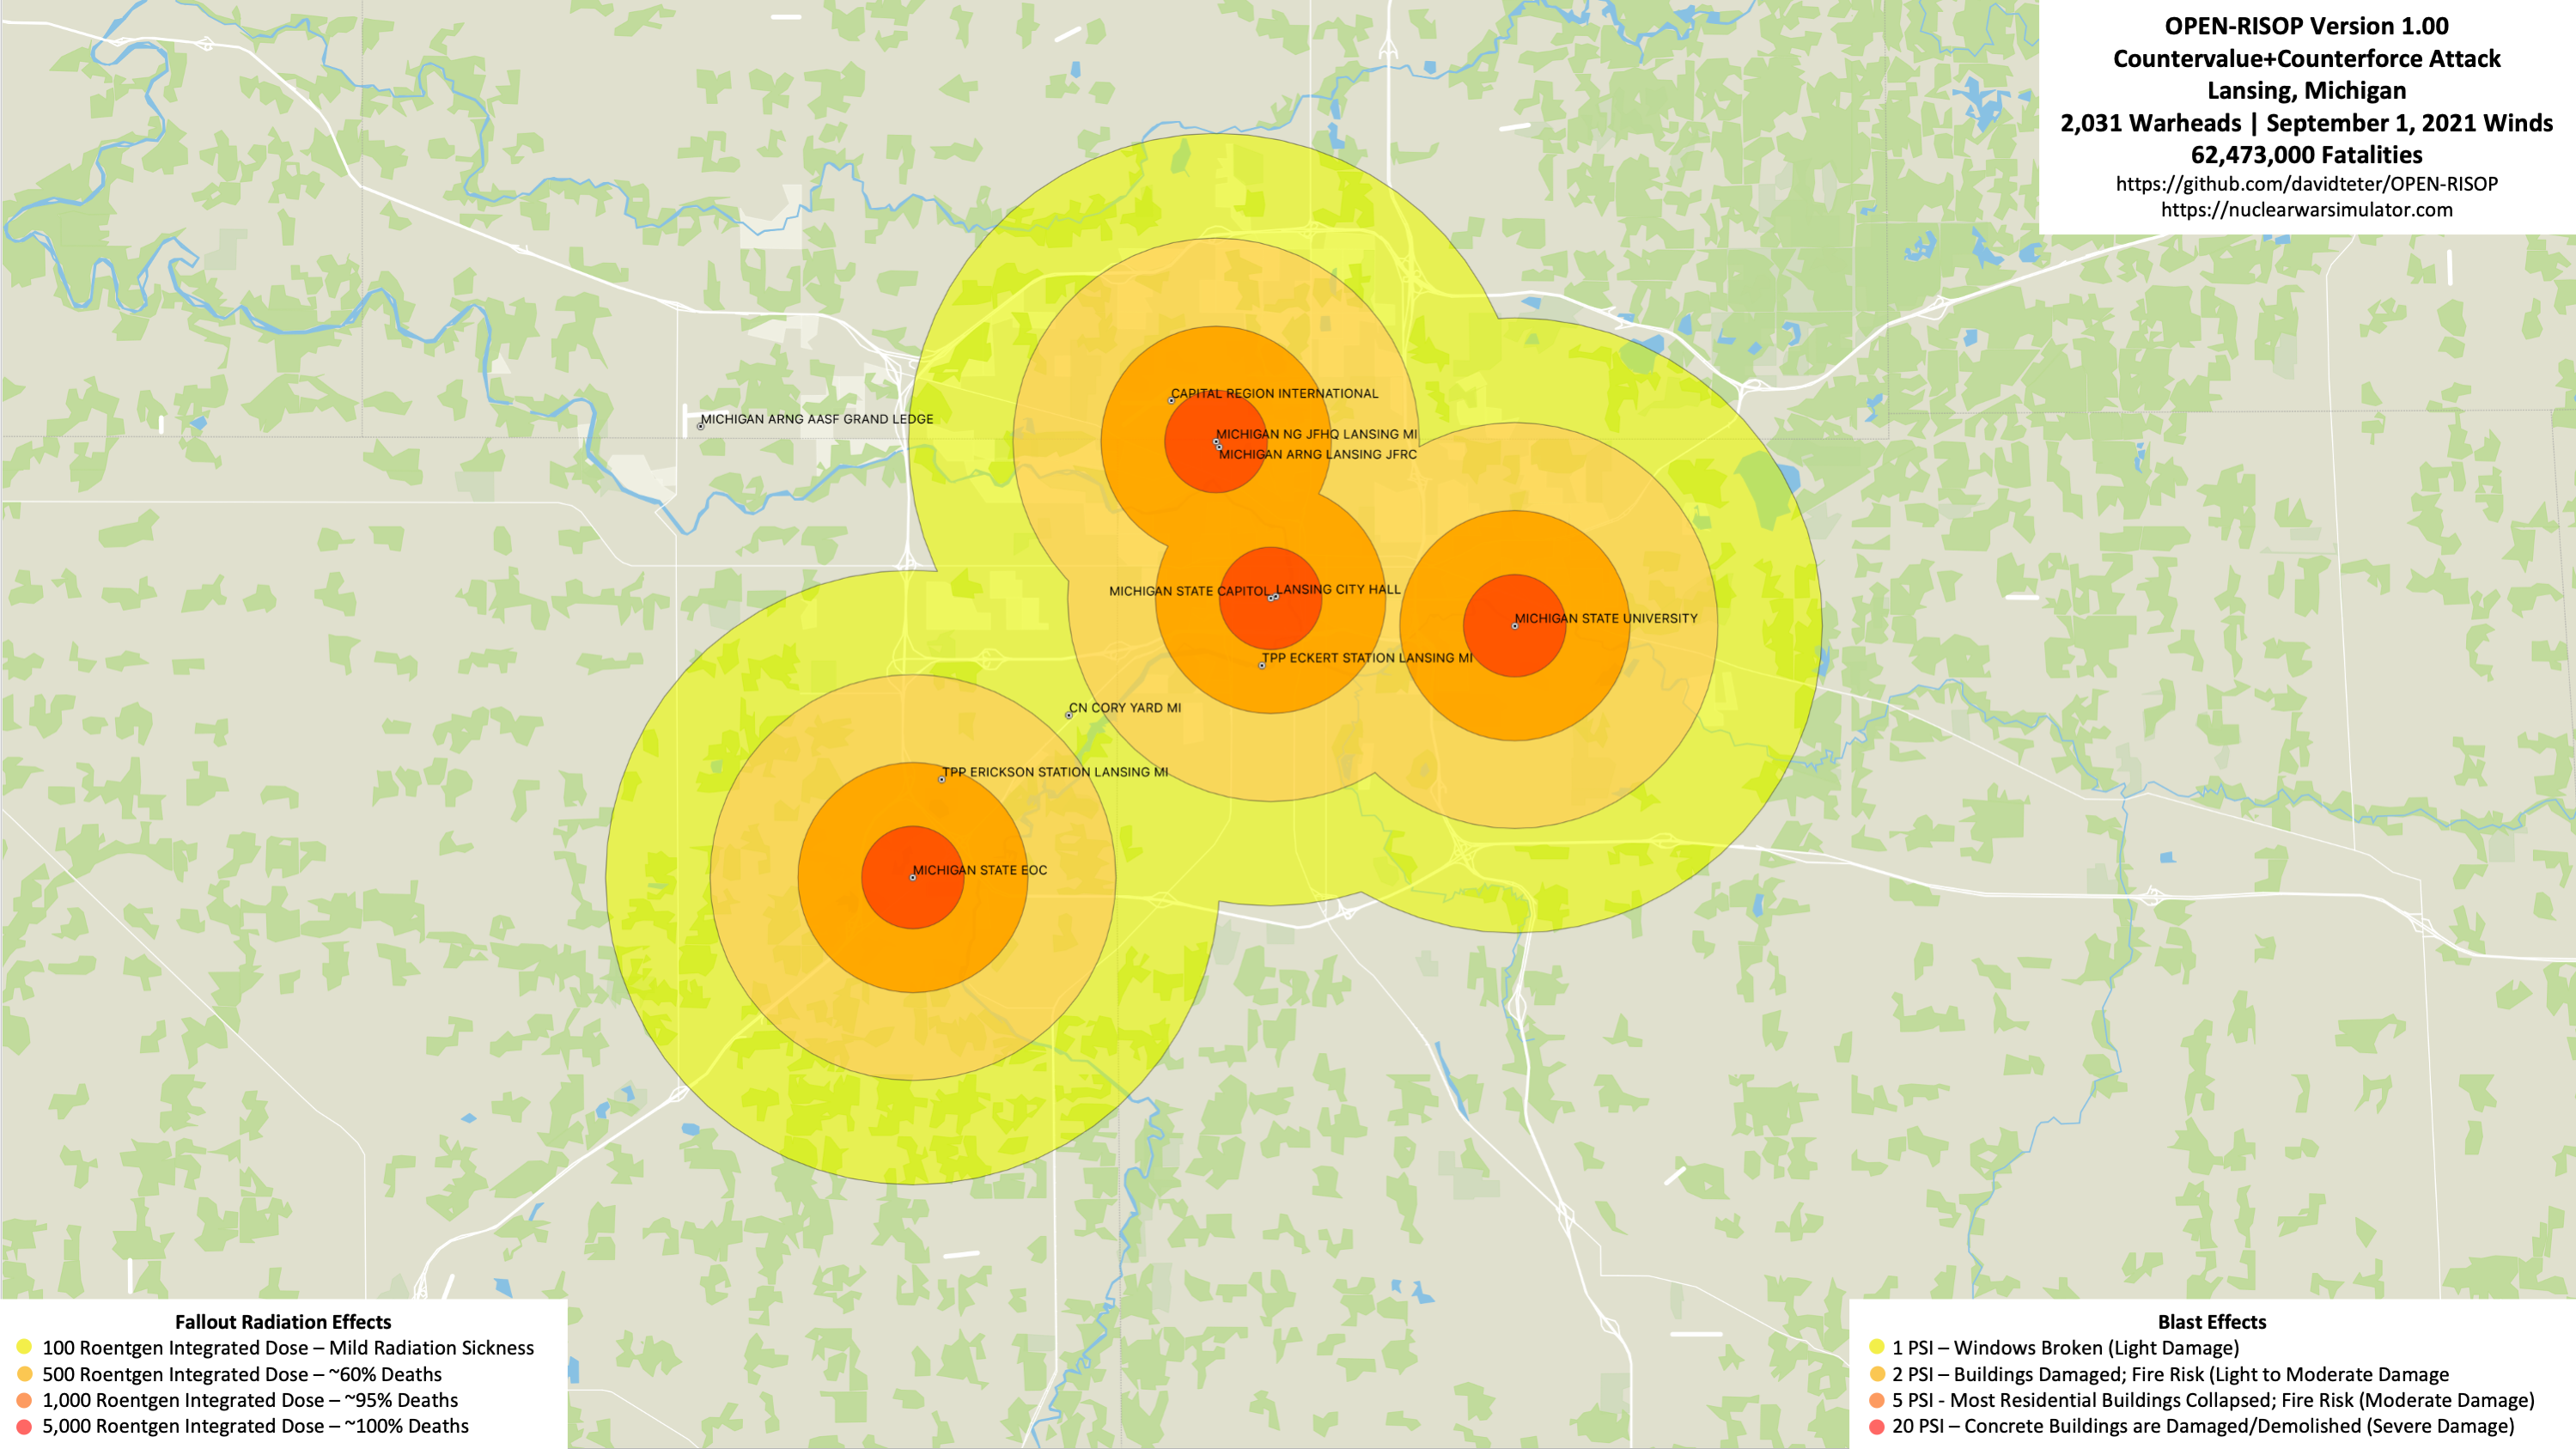 OPEN-RISOP Version 1.00
Countervalue+Counterforce Attack
Lansing, Michigan
2,031 Warheads | September 1, 2021 Winds
62,473,000 Fatalities
https://github.com/davidteter/OPEN-RISOP
https://nuclearwarsimulator.com
CAPITAL REGION INTERNATIONAL
MICHIGAN ARNG AASF GRAND LEDGE
MICHIGAN NG JFHQ LANSING MI
MICHIGAN ARNG LANSING JFRC
MICHIGAN STATE CAPITOL
LANSING CITY HALL
MICHIGAN STATE UNIVERSITY
TPP ECKERT STATION LANSING MI
CN CORY YARD MI
TPP ERICKSON STATION LANSING MI
MICHIGAN STATE EOC
Fallout Radiation Effects
100 Roentgen Integrated Dose – Mild Radiation Sickness
500 Roentgen Integrated Dose – ~60% Deaths
1,000 Roentgen Integrated Dose – ~95% Deaths
5,000 Roentgen Integrated Dose – ~100% Deaths
Blast Effects
1 PSI – Windows Broken (Light Damage)
2 PSI – Buildings Damaged; Fire Risk (Light to Moderate Damage
5 PSI - Most Residential Buildings Collapsed; Fire Risk (Moderate Damage)
20 PSI – Concrete Buildings are Damaged/Demolished (Severe Damage)